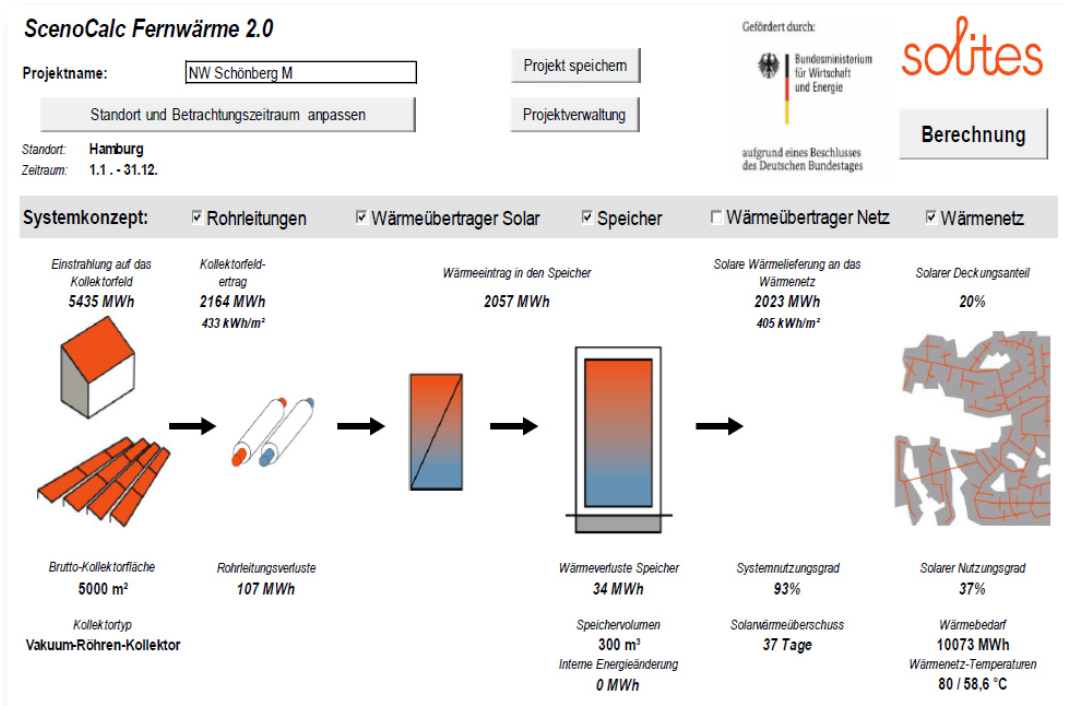 ScenoCalc Fernwärme 2.0
Gefördert durch:
Bundesministerium
für Wirtschaft
und Energie
aufgrund eines Beschlusses
des Deutschen Bundestages
solites
Projektname:
NW Schönberg M
Projekt speichern
Standort und Betrachtungszeitraum anpassen
Projektverwaltung
Berechnung
Standort: Hamburg
Zeitraum: 1.1 . - 31.12.
Systemkonzept:
Rohrleitungen
Wärmeübertrager Solar
Speicher
Wärmeübertrager Netz
Wärmenetz
Einstrahlung auf das
Kollektorfeld
5435 MWh
Kollektorfeld-
ertrag
2164 MWh
433 kWh/m²
Wärmeeintrag in den Speicher
2057 MWh
Solare Wärmelieferung an das
Wärmenetz
2023 MWh
405 kWh/m²
Solarer Deckungsanteil
20%
Brutto-Kollektorfläche
5000 m²
Kollektortyp
Vakuum-Röhren-Kollektor
Rohrleitungsverluste
107 MWh
Wärmeverluste Speicher
34 MWh
Speichervolumen
300 m³
Interne Energieänderung
0 MWh
Systemnutzungsgrad
93%
Solarwärmeüberschuss
37 Tage
Solarer Nutzungsgrad
37%
Wärmebedarf
10073 MWh
Wärmenetz-Temperaturen
80 / 58,6 °C